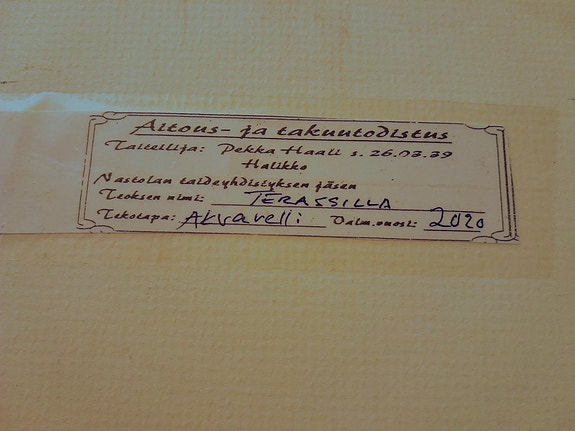 Aitous- ja takuutodistus
Taiteilija: Pekka Haali s. 26.03.39
Halikko
Nastolan taideyhdistyksen jäsen
Teoksen nimi: TERASSILLA
Tekotapa: Akvarelli Valm.vuosi: 2020